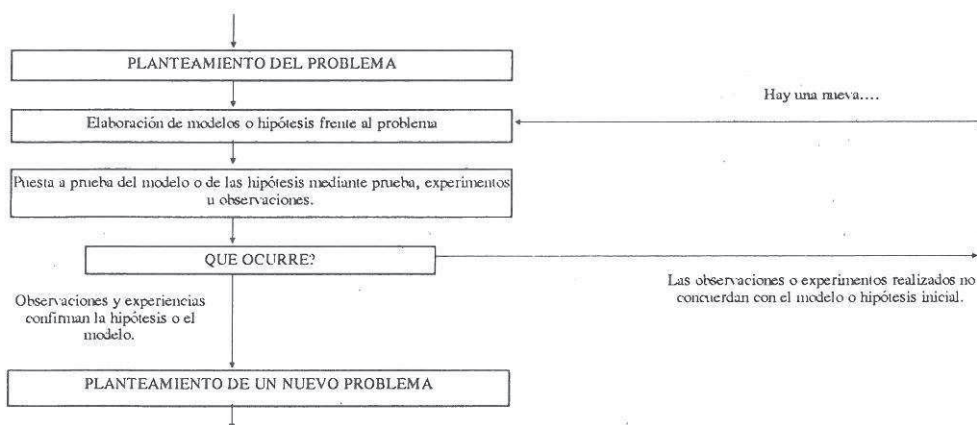 PLANTEAMIENTO DEL PROBLEMA
Hay una nueva....
Elaboración de modelos o hipótesis frente al problema
Puesta a prueba del modelo o de las hipótesis mediante prueba, experimentos
u observaciones.
QUE OCURRE?
Las observaciones o experimentos realizados no
concuerdan con el modelo o hipótesis inicial.
Observaciones y experiencias
confirman la hipótesis o el
modelo.
PLANTEAMIENTO DE UN NUEVO PROBLEMA